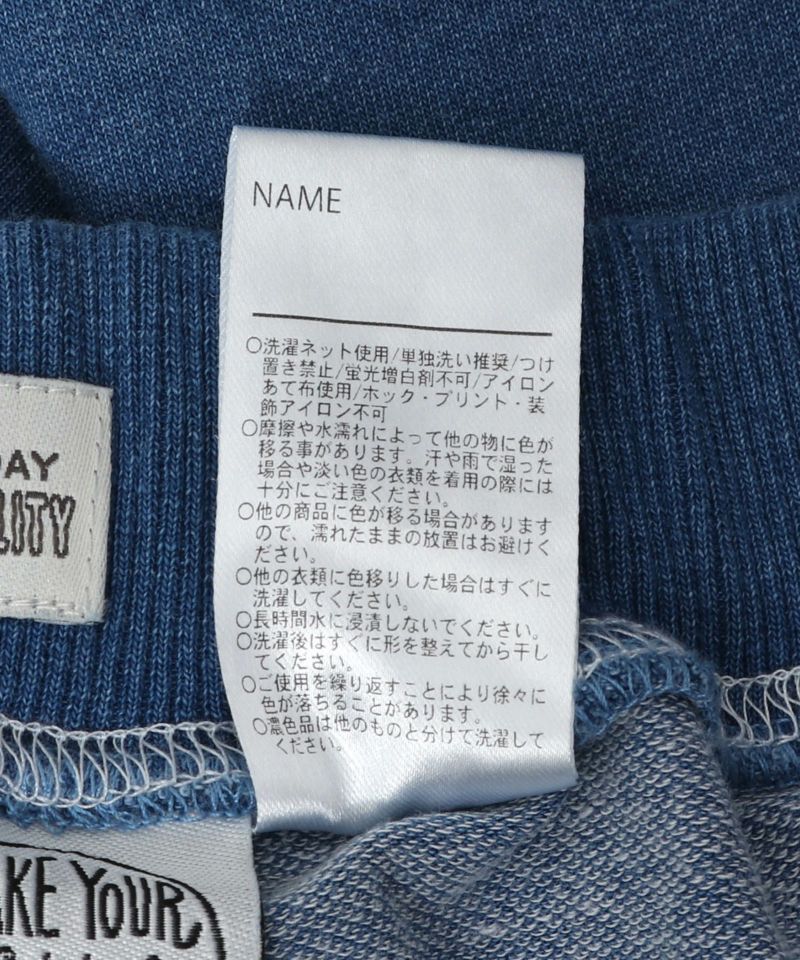 NAME
○洗濯ネット使用/単独洗い推奨/つけ
置き禁止/蛍光増白剤不可/アイロン
あて布使用/ホック・プリント・装
飾アイロン不可
○摩擦や水濡れによって他の物に色が
移る事があります。汗や雨で湿った
場合や淡い色の衣類を着用の際には
十分にご注意ください。
○他の商品に色が移る場合があります
ので、濡れたままの放置はお避けく
ださい。
○他の衣類に色移りした場合はすぐに
洗濯してください。
○長時間水に浸漬しないでください。
○洗濯後はすぐに形を整えてから干し
てください。
○ご使用を繰り返すことにより徐々に
色が落ちることがあります。
○濃色品は他のものと分けて洗濯して
ください。
DAY
LITY
AKE YOUR